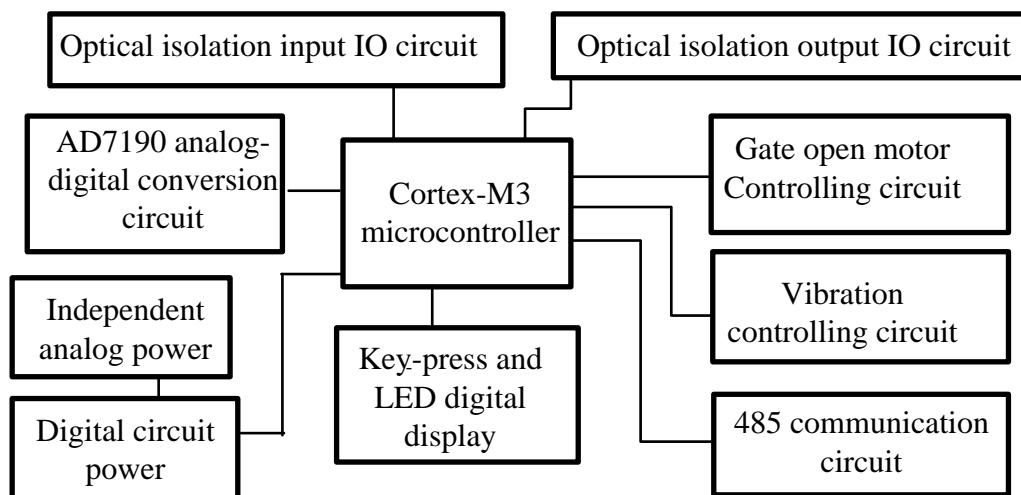 Optical isolation input IO circuit
Optical isolation output IO circuit
AD7190 analog-
digital conversion
circuit
Cortex-M3
microcontroller
Gate open motor
Controlling circuit
Independent
analog power
Vibration
controlling circuit
Key-press and
LED digital
display
Digital circuit
power
485 communication
circuit